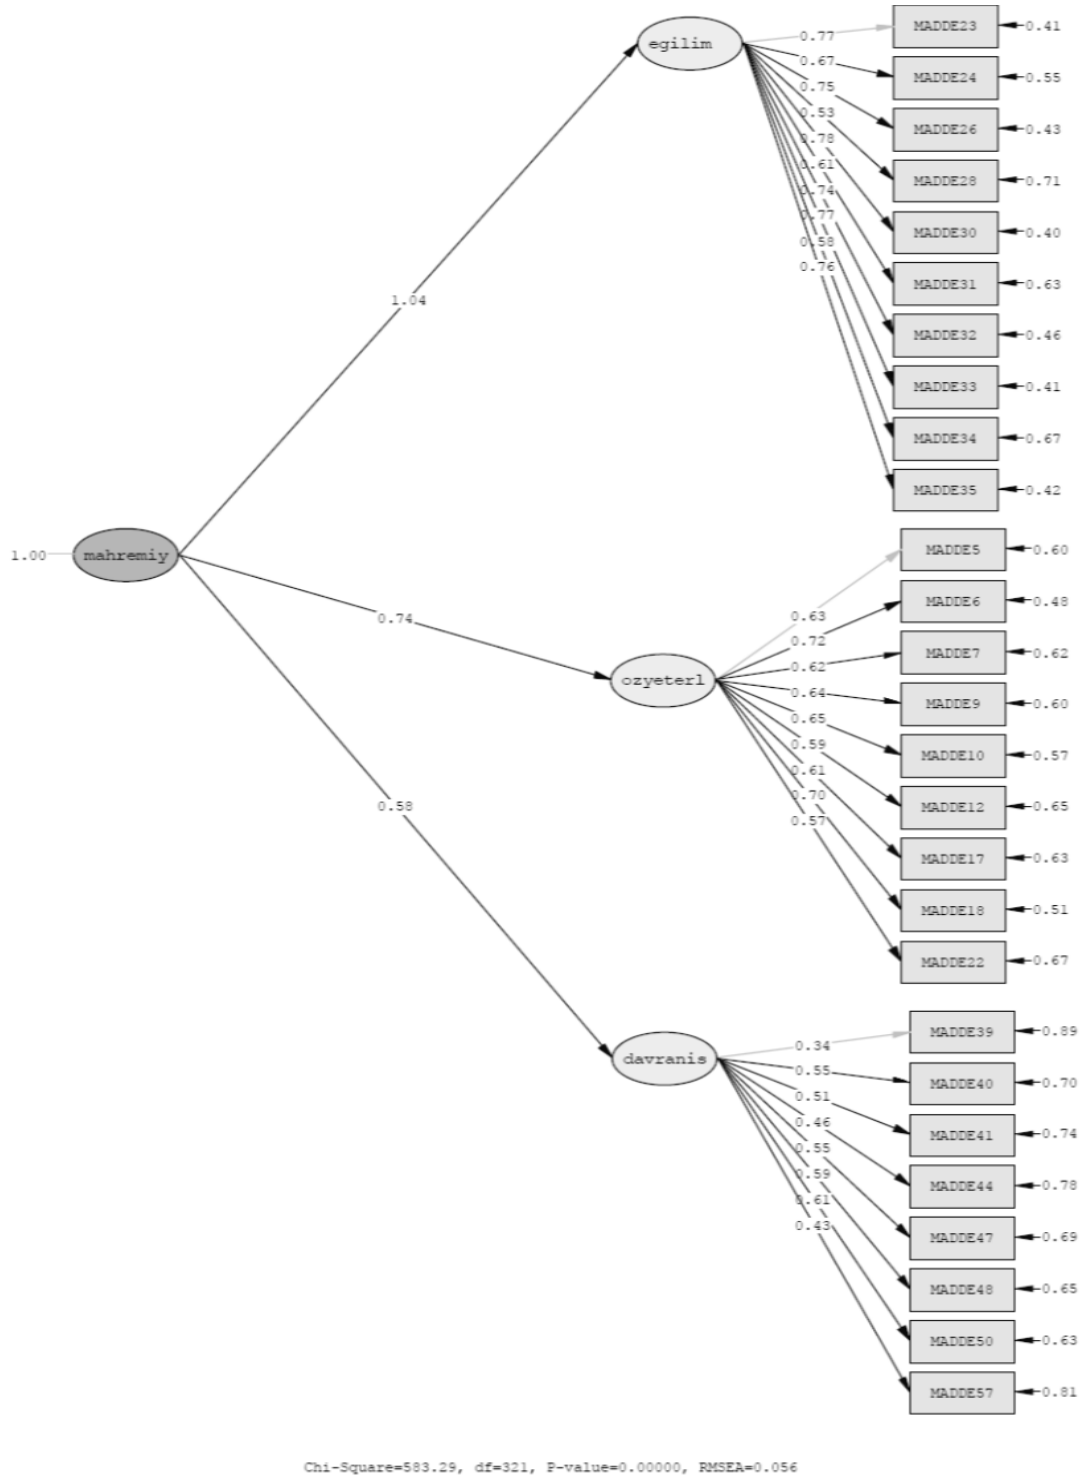 egilim
0.77
MADDE23
0.41
0.67
MADDE24
0.55
0.75
MADDE26
0.43
0.53
MADDE28
0.71
0.78
MADDE30
0.40
0.61
MADDE31
0.63
0.74
MADDE32
0.46
0.77
MADDE33
0.41
0.58
MADDE34
0.67
0.76
MADDE35
0.42
1.04
1.00
mahremiy
0.74
0.58
ozyeterl
0.63
MADDE5
0.60
0.72
MADDE6
0.48
0.62
MADDE7
0.62
0.64
MADDE9
0.60
0.65
MADDE10
0.57
0.59
MADDE12
0.65
0.61
MADDE17
0.63
0.70
MADDE18
0.51
0.57
MADDE22
0.67
davranis
0.34
MADDE39
0.89
0.55
MADDE40
0.70
0.51
MADDE41
0.74
0.46
MADDE44
0.78
0.55
MADDE47
0.69
0.59
MADDE48
0.65
0.61
MADDE50
0.63
0.43
MADDE57
0.81
Chi-Square=583.29, df=321, P-value=0.00000, RMSEA=0.056